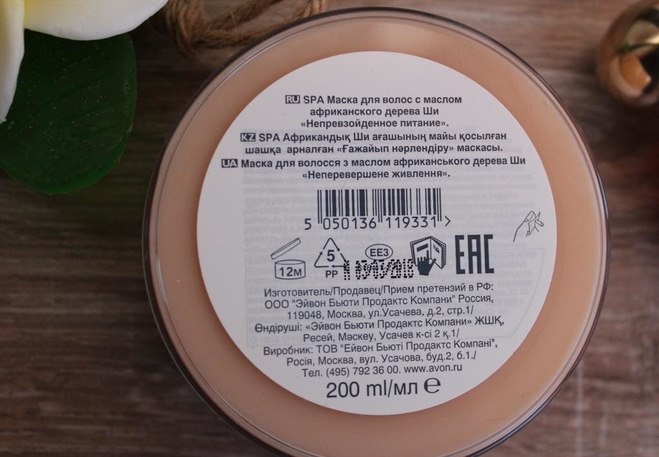 RU SPA Маска для волос с маслом
африканского дерева Ши
«Непревзойденное питание».
KZ SPA Африкандық Ши ағашының майы қосылған
шашқа арналған «Ғажайып нәрлендіру» маскасы.
UA Маска для волосся з маслом африканського дерева Ши
«Неперевершене живлення».
5 050136 119331 >
12M
5
PP
EE3
EAC
Изготовитель/Продавец/Прием претензий в РФ:
ООО "Эйвон Бьюти Продактс Компани" Россия,
119048, Москва, ул.Усачева, д.2, стр.1/
Өндіруші: «Эйвон Бьюти Продактс Компани» ЖШҚ,
Ресей, Мәскеу, Усачев к-сі 2 қ.1/
Виробник: ТОВ "Ейвон Бьюті Продактс Компані",
Росія, Москва, вул. Усачова, буд.2, б.1./
Тел. (495) 792 36 00. www.avon.ru
200 ml/мл e